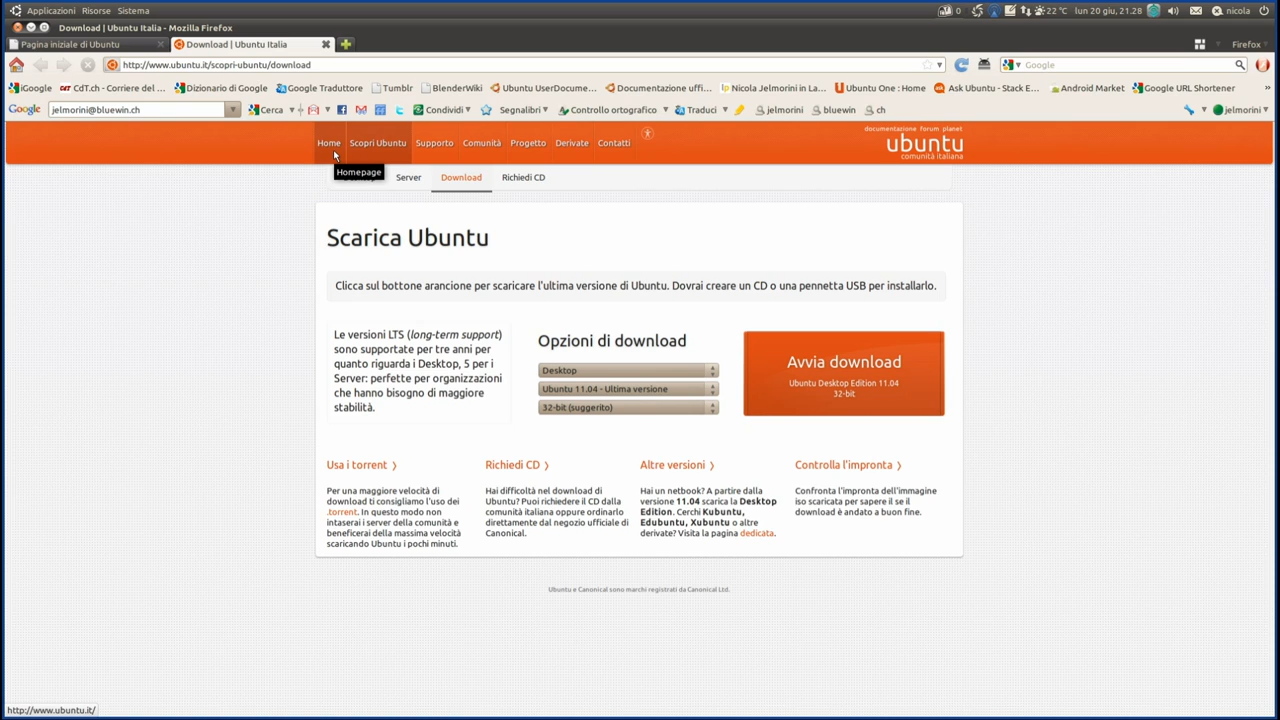 Applicazioni Risorse Sistema
0 22 °C lun 20 giu, 21.28 nicola
Download | Ubuntu Italia - Mozilla Firefox
Pagina iniziale di Ubuntu
Download | Ubuntu Italia
Firefox
http://www.ubuntu.it/scopri-ubuntu/download
Google
iGoogle CdT.ch - Corriere del ... Dizionario di Google Google Traduttore Tumblr BlenderWiki Ubuntu UserDocume... Documentazione uffi... Nicola Jelmorini in La... Ubuntu One : Home Ask Ubuntu - Stack E... Android Market Google URL Shortener
Google jelmorini@bluewin.ch Cerca Condividi Segnalibri Controllo ortografico Traduci jelmorini bluewin ch jelmorini
Home Scopri Ubuntu Supporto Comunità Progetto Derivate Contatti
documentazione forum planet
ubuntu
comunità italiana
Homepage
Server Download Richiedi CD
Scarica Ubuntu
Clicca sul bottone arancione per scaricare l'ultima versione di Ubuntu. Dovrai creare un CD o una pennetta USB per installarlo.
Le versioni LTS (long-term support)
sono supportate per tre anni per
quanto riguarda i Desktop, 5 per i
Server: perfette per organizzazioni
che hanno bisogno di maggiore
stabilità.
Opzioni di download
Desktop
Ubuntu 11.04 - Ultima versione
32-bit (suggerito)
Avvia download
Ubuntu Desktop Edition 11.04
32-bit
Usa i torrent 〉
Per una maggiore velocità di
download ti consigliamo l'uso dei
.torrent. In questo modo non
intaserai i server della comunità e
beneficerai della massima velocità
scaricando Ubuntu i pochi minuti.
Richiedi CD 〉
Hai difficoltà nel download di
Ubuntu? Puoi richiedere il CD dalla
comunità italiana oppure ordinarlo
direttamente dal negozio ufficiale di
Canonical.
Altre versioni 〉
Hai un netbook? A partire dalla
versione 11.04 scarica la Desktop
Edition. Cerchi Kubuntu,
Edubuntu, Xubuntu o altre
derivate? Visita la pagina dedicata.
Controlla l'impronta 〉
Confronta l'impronta dell'immagine
iso scaricata per sapere il se il
download è andato a buon fine.
Ubuntu e Canonical sono marchi registrati da Canonical Ltd.
http://www.ubuntu.it/